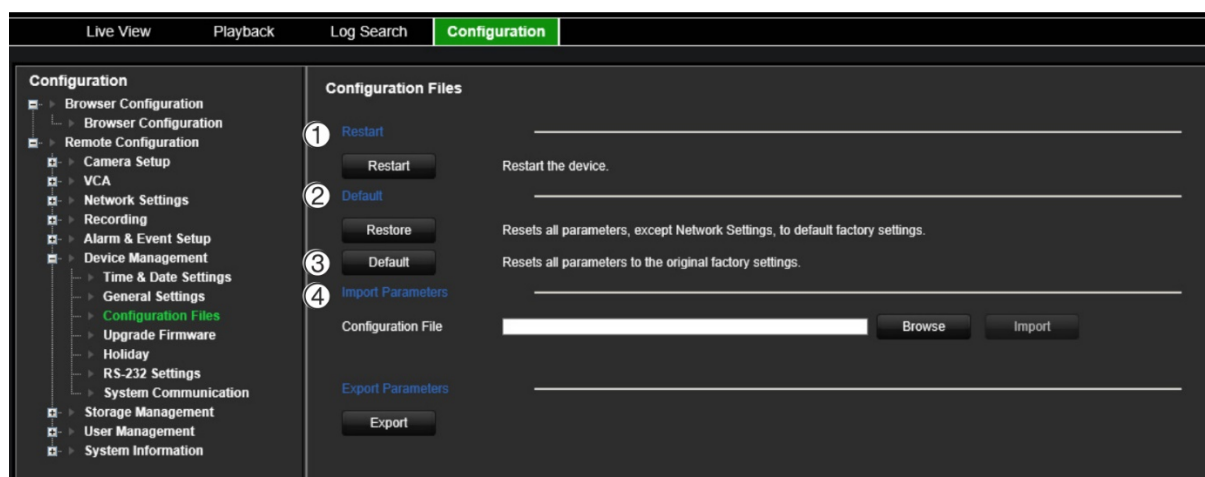 Live View Playback Log Search Configuration
Configuration
Browser Configuration
Browser Configuration
Remote Configuration
Camera Setup
VCA
Network Settings
Recording
Alarm & Event Setup
Device Management
Time & Date Settings
General Settings
Configuration Files
Upgrade Firmware
Holiday
RS-232 Settings
System Communication
Storage Management
User Management
System Information
Configuration Files
① Restart
Restart Restart the device.
② Default
Restore Resets all parameters, except Network Settings, to default factory settings.
③ Default Resets all parameters to the original factory settings.
④ Import Parameters
Configuration File Browse Import
Export Parameters
Export